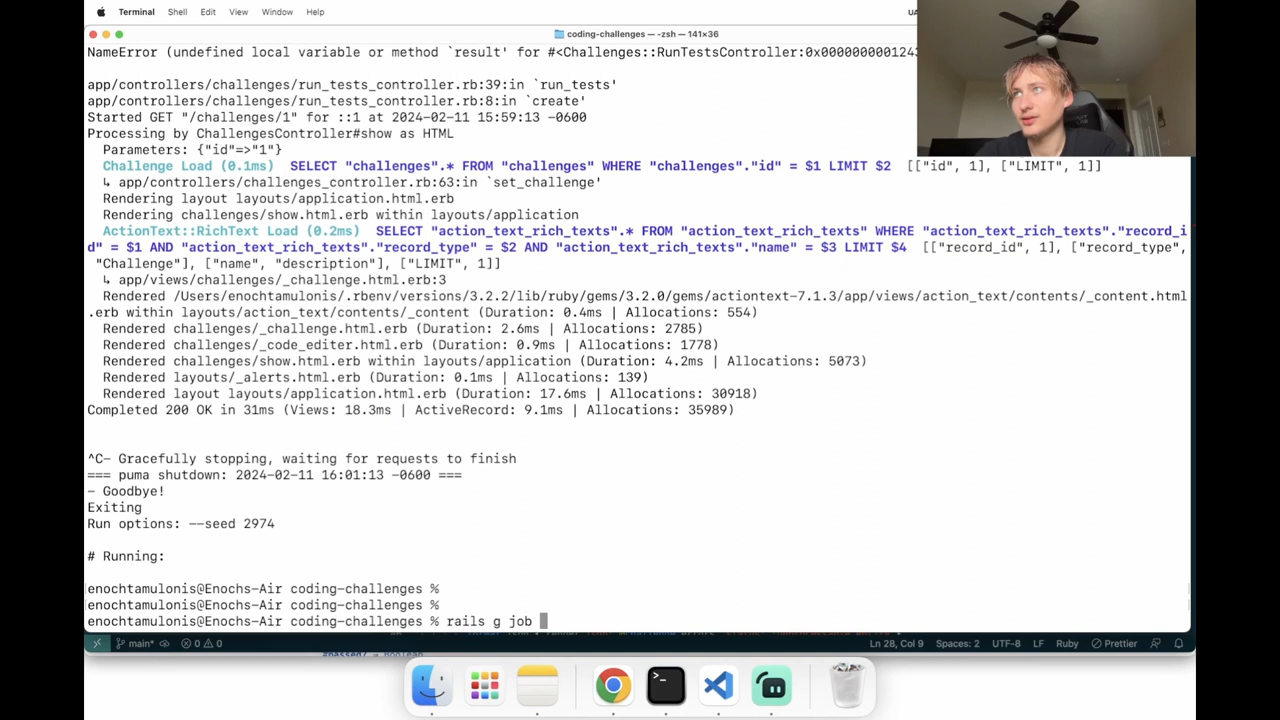 Terminal Shell Edit View Window Help
coding-challenges — -zsh — 141×36
NameError (undefined local variable or method `result' for #<Challenges::RunTestsController:0x0000000001243
app/controllers/challenges/run_tests_controller.rb:39:in `run_tests'
app/controllers/challenges/run_tests_controller.rb:8:in `create'
Started GET "/challenges/1" for ::1 at 2024-02-11 15:59:13 -0600
Processing by ChallengesController#show as HTML
Parameters: {"id"=>"1"}
Challenge Load (0.1ms) SELECT "challenges".* FROM "challenges" WHERE "challenges"."id" = $1 LIMIT $2 [["id", 1], ["LIMIT", 1]]
↳ app/controllers/challenges_controller.rb:63:in `set_challenge'
Rendering layout layouts/application.html.erb
Rendering challenges/show.html.erb within layouts/application
ActionText::RichText Load (0.2ms) SELECT "action_text_rich_texts".* FROM "action_text_rich_texts" WHERE "action_text_rich_texts"."record_i
d" = $1 AND "action_text_rich_texts"."record_type" = $2 AND "action_text_rich_texts"."name" = $3 LIMIT $4 [["record_id", 1], ["record_type",
"Challenge"], ["name", "description"], ["LIMIT", 1]]
↳ app/views/challenges/_challenge.html.erb:3
Rendered /Users/enochtamulonis/.rbenv/versions/3.2.2/lib/ruby/gems/3.2.0/gems/actiontext-7.1.3/app/views/action_text/contents/_content.html
.erb within layouts/action_text/contents/_content (Duration: 0.4ms | Allocations: 554)
Rendered challenges/_challenge.html.erb (Duration: 2.6ms | Allocations: 2785)
Rendered challenges/_code_editer.html.erb (Duration: 0.9ms | Allocations: 1778)
Rendered challenges/show.html.erb within layouts/application (Duration: 4.2ms | Allocations: 5073)
Rendered layouts/_alerts.html.erb (Duration: 0.1ms | Allocations: 139)
Rendered layout layouts/application.html.erb (Duration: 17.6ms | Allocations: 30918)
Completed 200 OK in 31ms (Views: 18.3ms | ActiveRecord: 9.1ms | Allocations: 35989)
^C- Gracefully stopping, waiting for requests to finish
=== puma shutdown: 2024-02-11 16:01:13 -0600 ===
- Goodbye!
Exiting
Run options: --seed 2974
# Running:
enochtamulonis@Enochs-Air coding-challenges %
enochtamulonis@Enochs-Air coding-challenges %
enochtamulonis@Enochs-Air coding-challenges % rails g job
main* 0 0 Ln 28, Col 9 Spaces: 2 UTF-8 LF Ruby Prettier